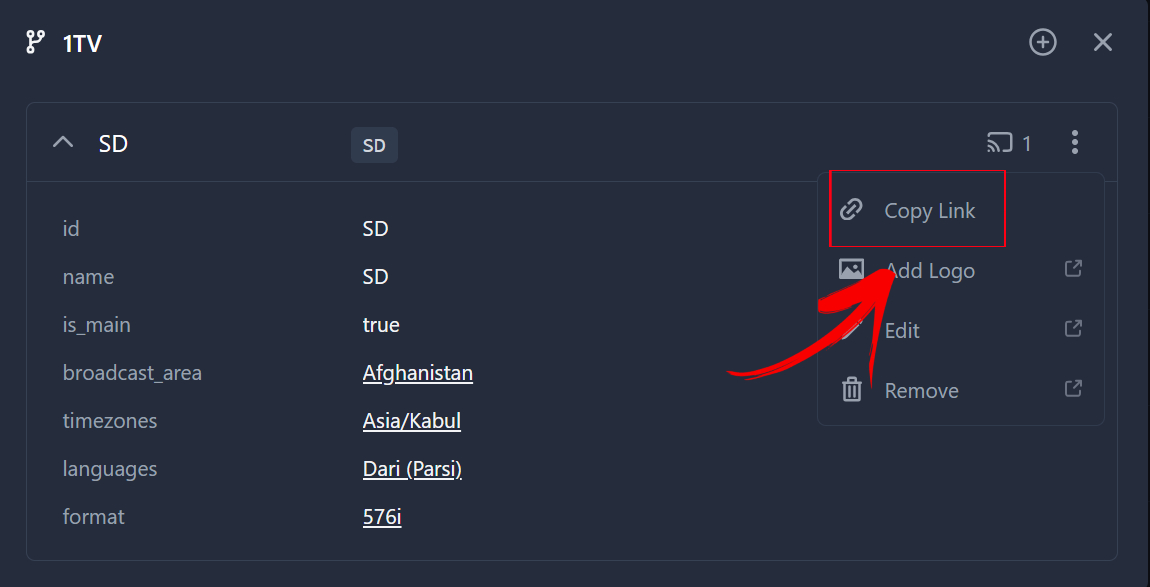 1TV
SD SD 1
Copy Link
Add Logo
Edit
Remove
id SD
name SD
is_main true
broadcast_area Afghanistan
timezones Asia/Kabul
languages Dari (Parsi)
format 576i